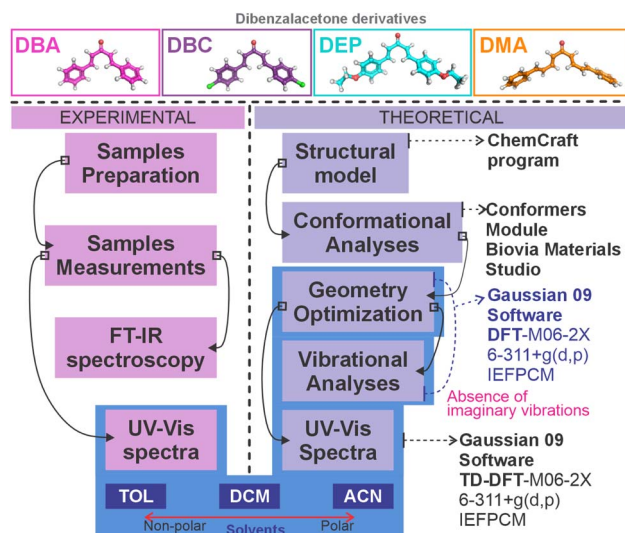 Dibenzalacetone derivatives
DBA
DBC
DEP
DMA
EXPERIMENTAL
THEORETICAL
Samples
Preparation
Samples
Measurements
FT-IR
spectroscopy
UV-Vis
spectra
Structural
model
ChemCraft
program
Conformational
Analyses
Conformers
Module
Biovia Materials
Studio
Geometry
Optimization
Gaussian 09
Software
DFT-M06-2X
6-311+g(d,p)
IEFPCM
Vibrational
Analyses
Absence of
imaginary vibrations
UV-Vis
Spectra
Gaussian 09
Software
TD-DFT-M06-2X
6-311+g(d,p)
IEFPCM
TOL
DCM
ACN
Non-polar
Solvents
Polar